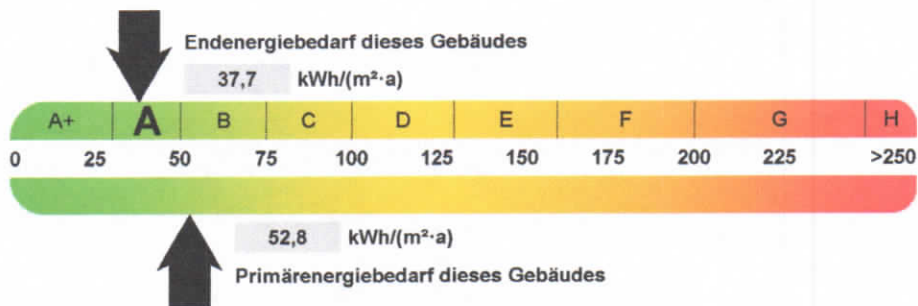 Endenergiebedarf dieses Gebäudes
37,7 kWh/(m²·a)
A+ A B C D E F G H
0 25 50 75 100 125 150 175 200 225 >250
52,8 kWh/(m²·a)
Primärenergiebedarf dieses Gebäudes